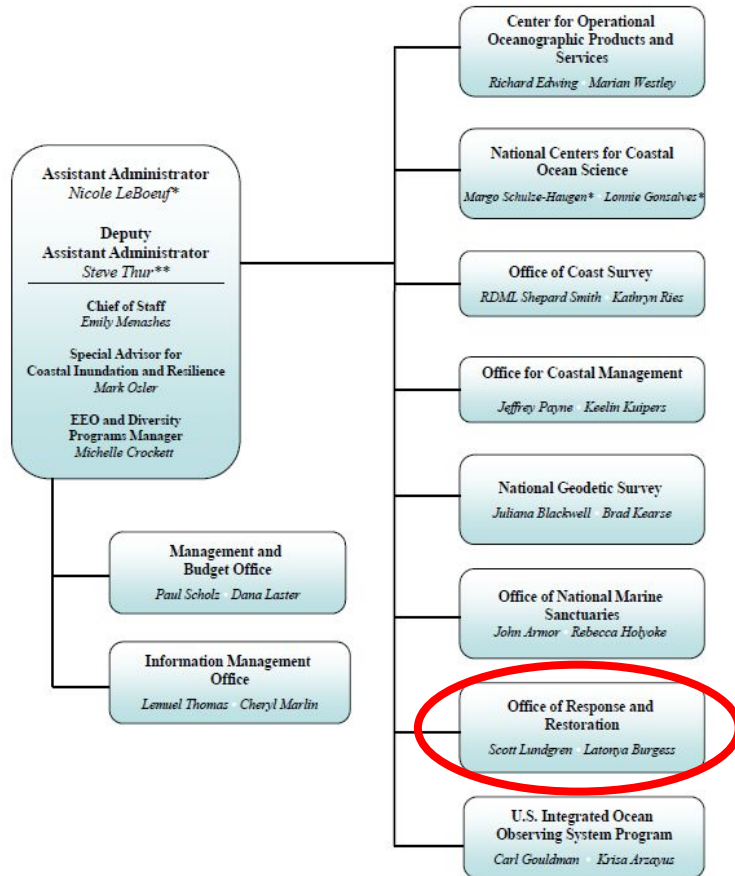 Assistant Administrator
Nicole LeBoeuf*
Deputy
Assistant Administrator
Steve Thur**
Chief of Staff
Emily Menashes
Special Advisor for
Coastal Inundation and Resilience
Mark Osler
EEO and Diversity
Programs Manager
Michelle Crockett
Management and
Budget Office
Paul Scholz Dana Laster
Information Management
Office
Lemuel Thomas Cheryl Marlin
Center for Operational
Oceanographic Products and
Services
Richard Edwing Marian Westley
National Centers for Coastal
Ocean Science
Margo Schulze-Haugen* Lonnie Gonsalves*
Office of Coast Survey
RDML Shepard Smith Kathryn Ries
Office for Coastal Management
Jeffrey Payne Keelin Kuipers
National Geodetic Survey
Juliana Blackwell Brad Kearse
Office of National Marine
Sanctuaries
John Armor Rebecca Holyoke
Office of Response and
Restoration
Scott Lundgren Latonya Burgess
U.S. Integrated Ocean
Observing System Program
Carl Gouldman Krisa Arzayus